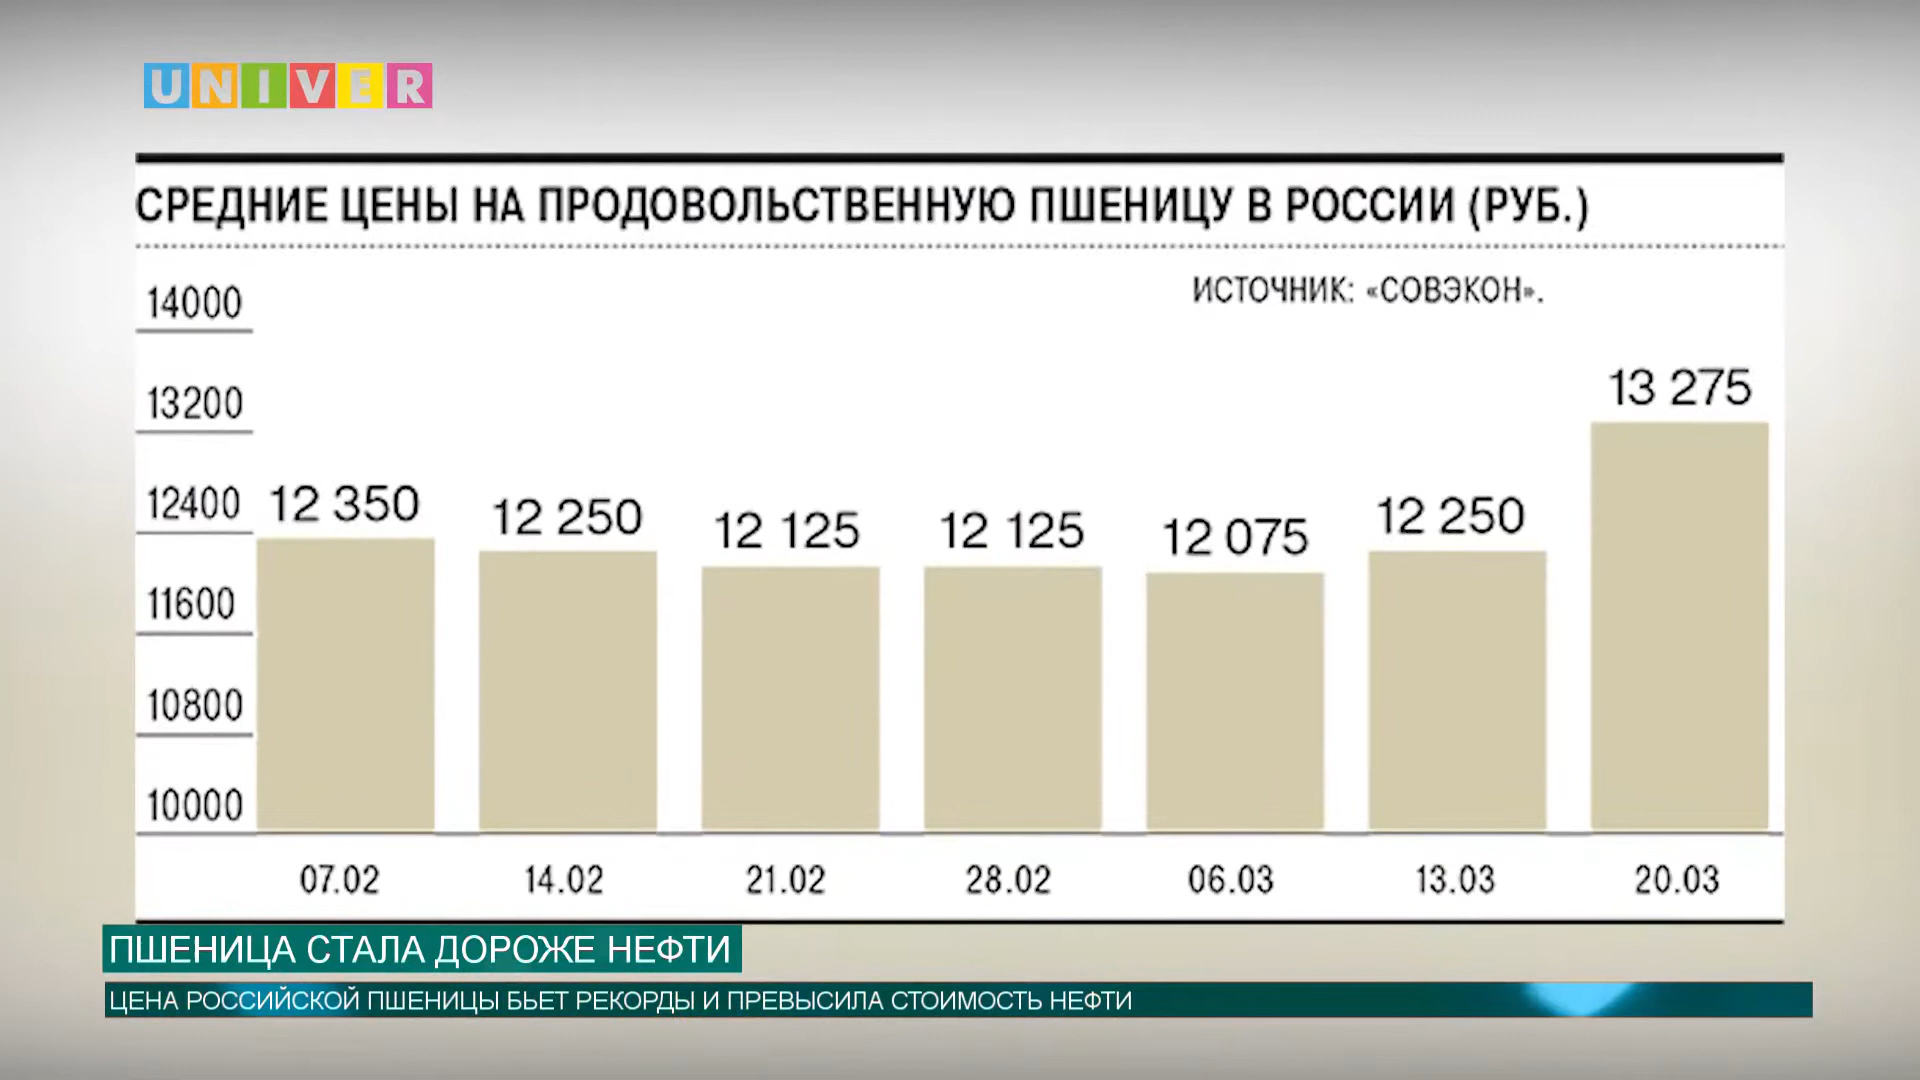 UNIVER
СРЕДНИЕ ЦЕНЫ НА ПРОДОВОЛЬСТВЕННУЮ ПШЕНИЦУ В РОССИИ (РУБ.)
ИСТОЧНИК: «СОВЭКОН».
14000
13200
12400
11600
10800
10000
12 350
12 250
12 125
12 125
12 075
12 250
13 275
07.02 14.02 21.02 28.02 06.03 13.03 20.03
ПШЕНИЦА СТАЛА ДОРОЖЕ НЕФТИ
ЦЕНА РОССИЙСКОЙ ПШЕНИЦЫ БЬЕТ РЕКОРДЫ И ПРЕВЫСИЛА СТОИМОСТЬ НЕФТИ